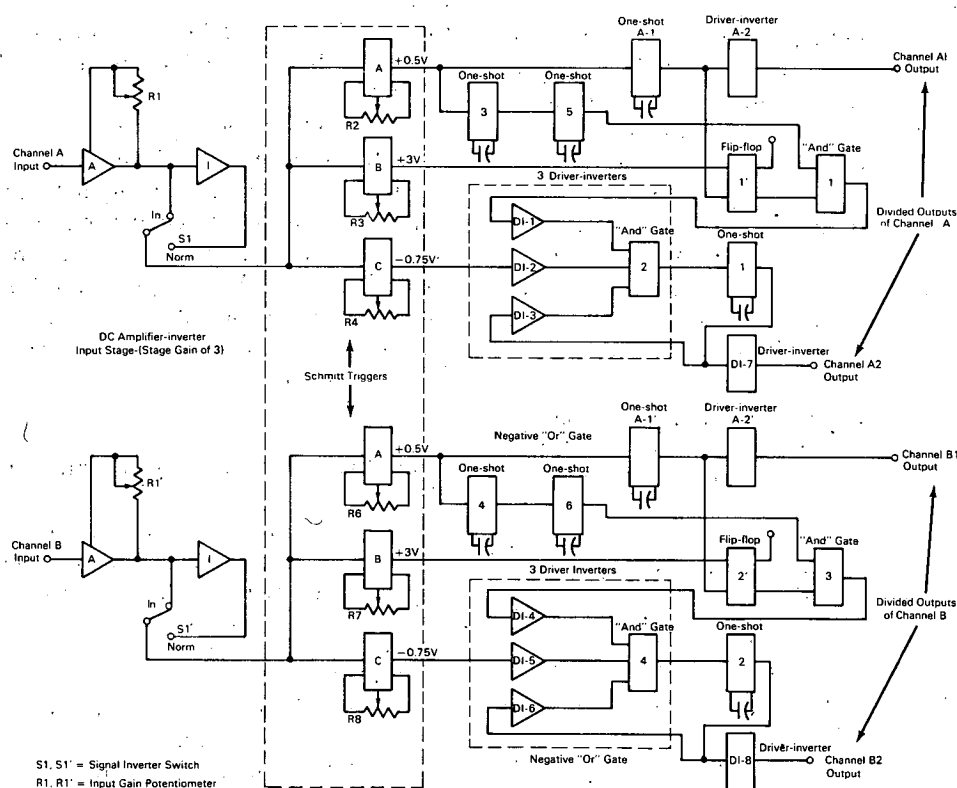 One-shot
A-1
Driver-inverter
A-2
Channel A1
Output
A
+0.5V
One-shot
3
One-shot
5
R1
R2
Channel A
Input
A
I
B
+3V
Flip-flop
1'
"And" Gate
1
3 Driver-inverters
In
S1
Norm
R3
DI-1
"And" Gate
Divided Outputs
of Channel A
C
-0.75V
DI-2
2
One-shot
1
R4
DI-3
DC Amplifier-inverter
Input Stage-(Stage Gain of 3)
Schmitt Triggers
DI-7
Driver-inverter
Channel A2
Output
One-shot
A-1'
Driver-inverter
A-2'
Negative "Or" Gate
A
+0.5V
Channel B1
Output
One-shot
4
One-shot
6
R1'
R6
Channel B
Input
A
I
B
+3V
Flip-flop
2'
"And" Gate
3
3 Driver Inverters
In
S1'
Norm
R7
DI-4
"And" Gate
Divided Outputs
of Channel B
C
-0.75V
DI-5
4
One-shot
2
R8
DI-6
Negative "Or" Gate
DI-8
Driver-inverter
Channel B2
Output
S1, S1' = Signal Inverter Switch
R1, R1' = Input Gain Potentiometer